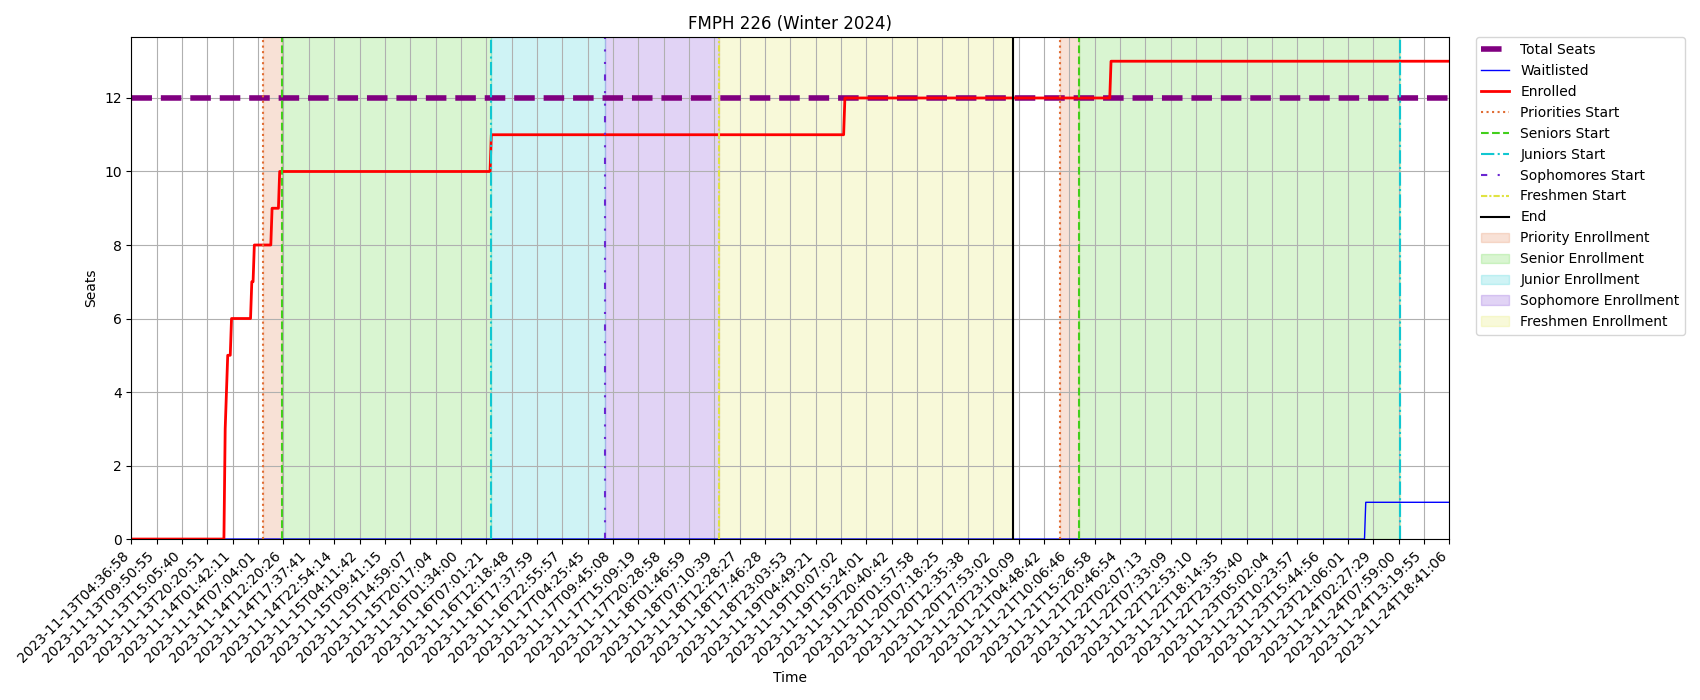 FMPH 226 (Winter 2024)
Total Seats
Waitlisted
Enrolled
Priorities Start
Seniors Start
Juniors Start
Sophomores Start
Freshmen Start
End
Priority Enrollment
Senior Enrollment
Junior Enrollment
Sophomore Enrollment
Freshmen Enrollment
Seats
12
10
8
6
4
2
0
2023-11-13T04:36:58
2023-11-13T09:50:55
2023-11-13T15:05:40
2023-11-13T20:20:51
2023-11-14T01:42:11
2023-11-14T07:04:01
2023-11-14T12:20:26
2023-11-14T17:37:41
2023-11-14T22:54:14
2023-11-15T04:11:42
2023-11-15T09:41:15
2023-11-15T14:59:07
2023-11-15T20:17:04
2023-11-16T01:34:00
2023-11-16T07:01:21
2023-11-16T12:18:48
2023-11-16T17:37:59
2023-11-16T22:55:57
2023-11-17T04:25:45
2023-11-17T09:45:08
2023-11-17T15:09:19
2023-11-17T20:28:58
2023-11-18T01:46:59
2023-11-18T07:10:39
2023-11-18T12:28:27
2023-11-18T17:46:28
2023-11-18T23:03:53
2023-11-19T04:49:21
2023-11-19T10:07:02
2023-11-19T15:24:01
2023-11-19T20:40:42
2023-11-20T01:57:58
2023-11-20T07:18:25
2023-11-20T12:35:38
2023-11-20T17:53:02
2023-11-20T23:10:09
2023-11-21T04:48:42
2023-11-21T10:06:46
2023-11-21T15:26:58
2023-11-21T20:46:54
2023-11-22T02:07:13
2023-11-22T07:33:09
2023-11-22T12:53:10
2023-11-22T18:14:35
2023-11-22T23:35:40
2023-11-23T05:02:04
2023-11-23T10:23:57
2023-11-23T15:44:56
2023-11-23T21:06:01
2023-11-24T02:27:29
2023-11-24T07:59:00
2023-11-24T13:19:55
2023-11-24T18:41:06
Time